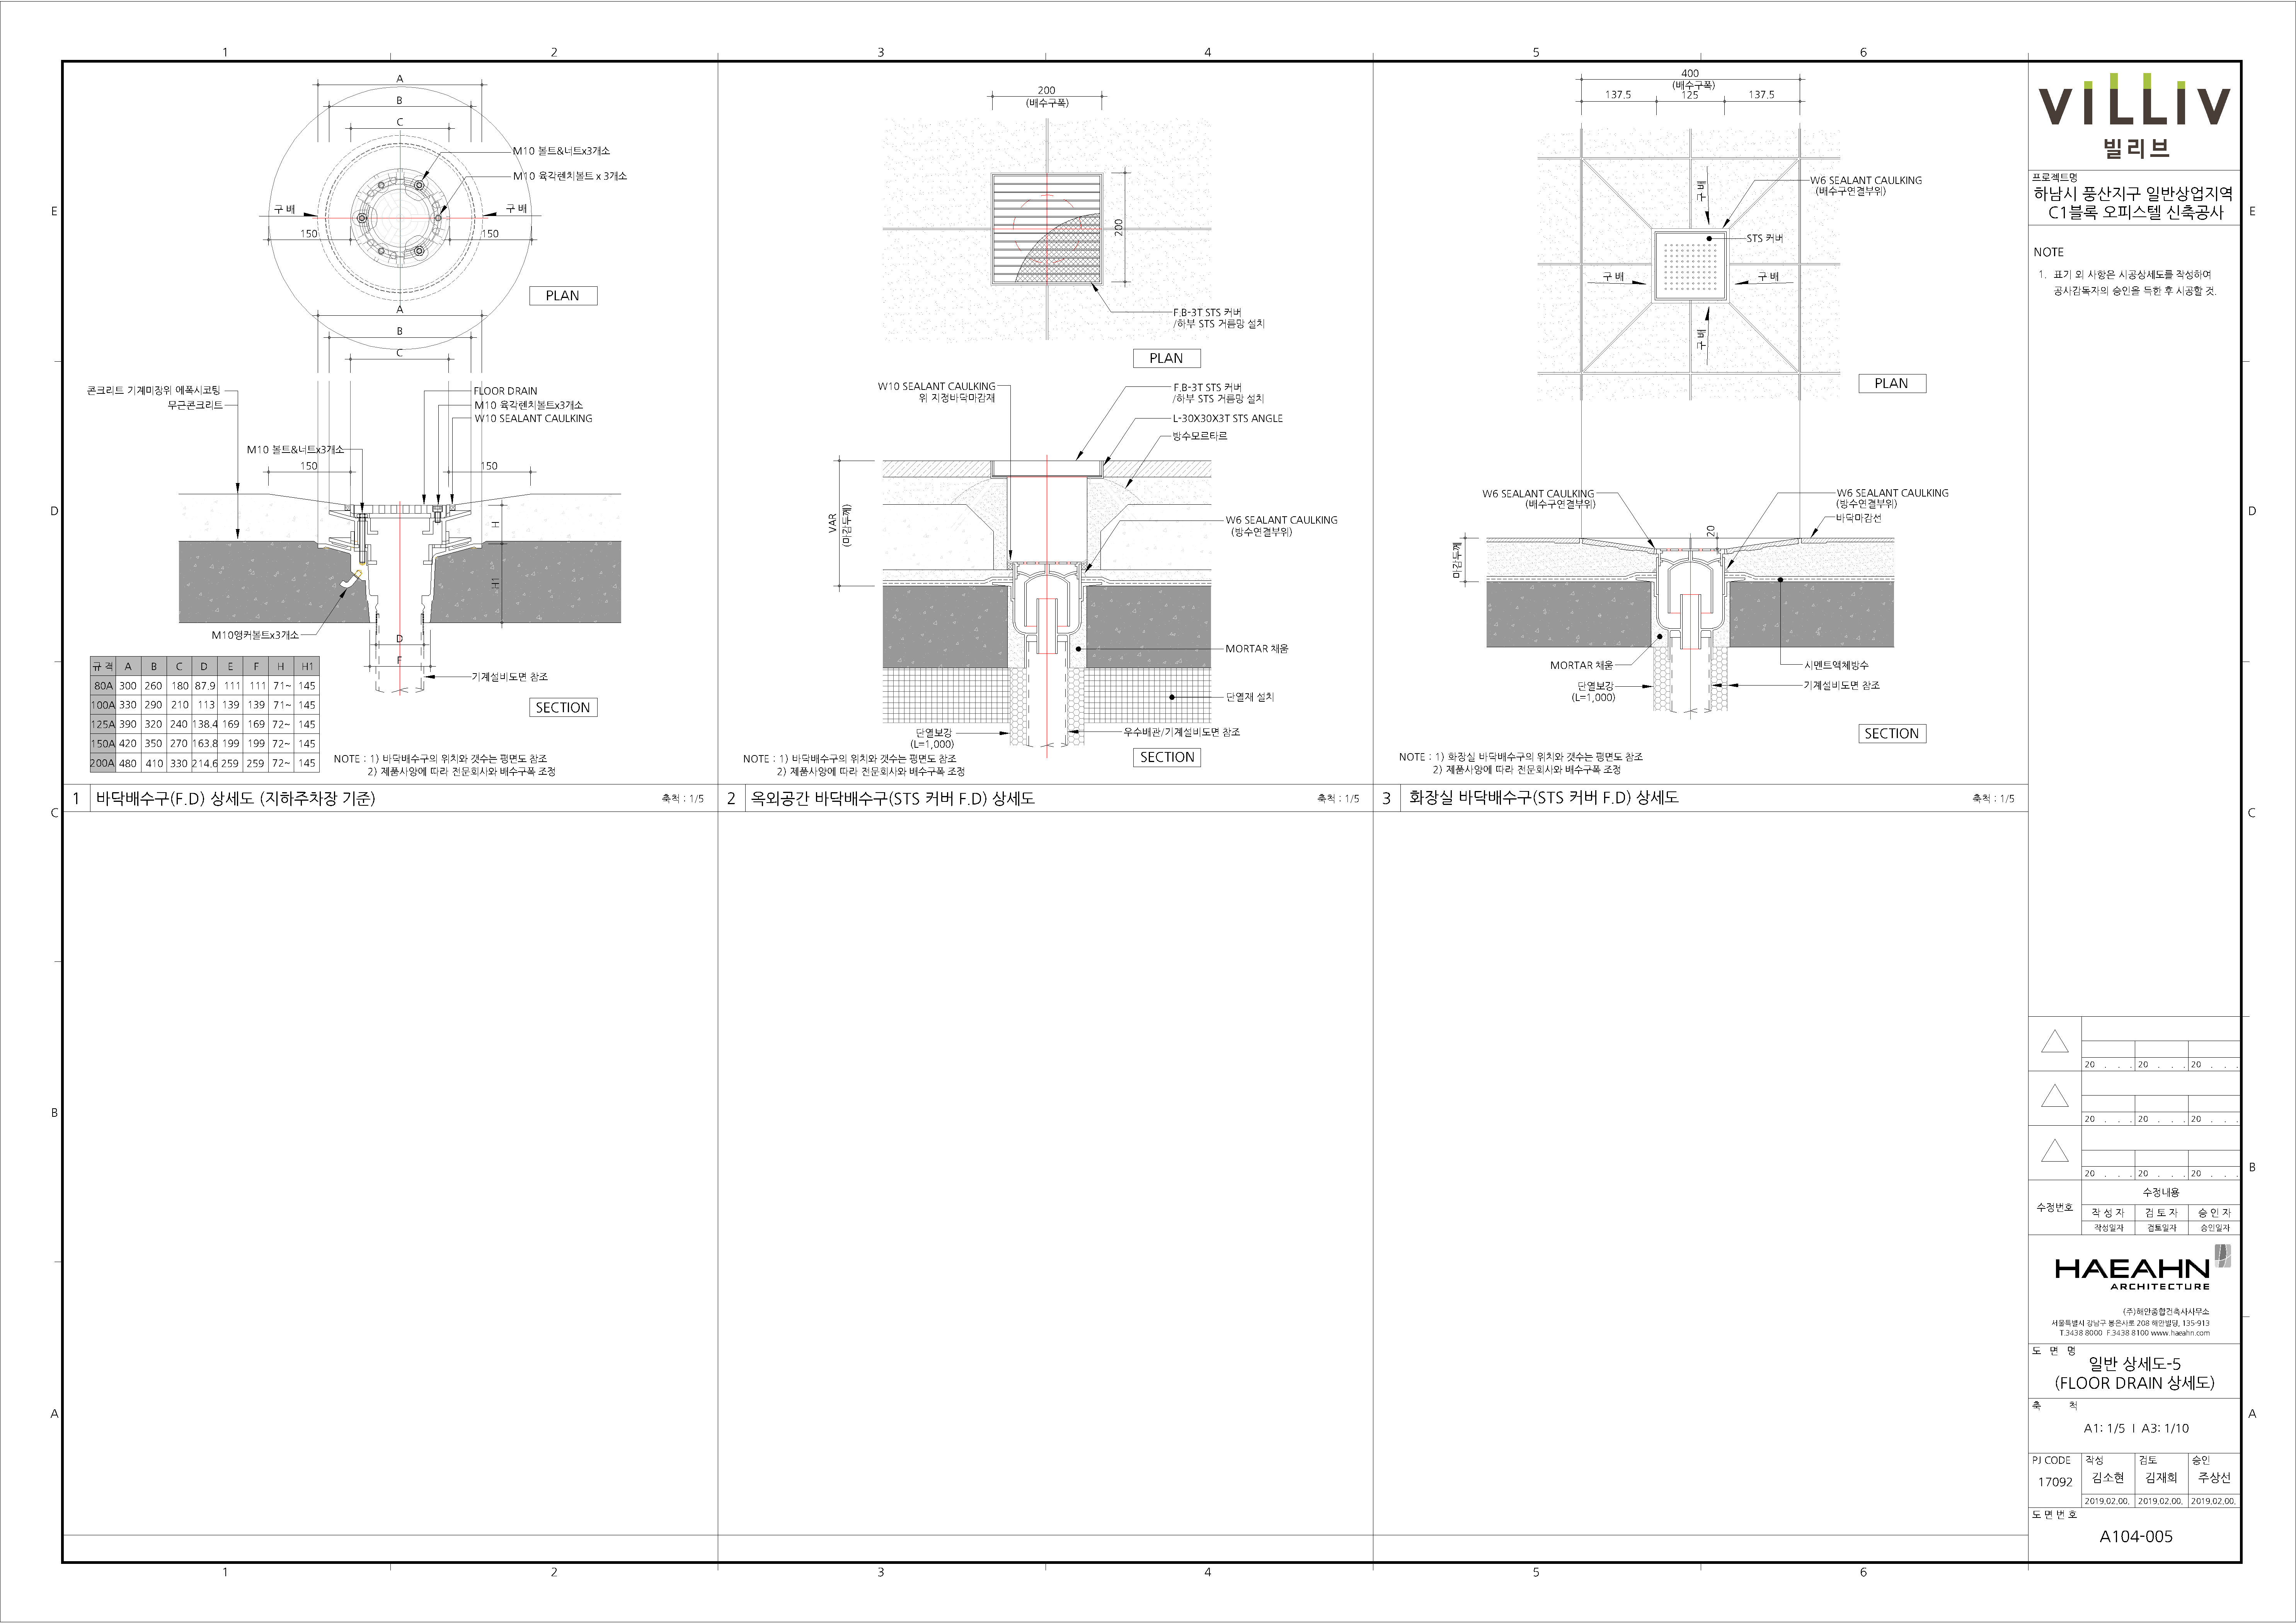 1 2 3 4 5 6
A
B
C
M10 볼트&너트x3개소
M10 육각렌치볼트 x 3개소
구 배
구 배
150
150
PLAN
A
B
C
콘크리트 기계미장위 에폭시코팅
무근콘크리트
FLOOR DRAIN
M10 육각렌치볼트x3개소
W10 SEALANT CAULKING
M10 볼트&너트x3개소
150
150
H
H1
M10앵커볼트x3개소
D
F
기계설비도면 참조
SECTION
규 격 A B C D E F H H1
80A 300 260 180 87.9 111 111 71~ 145
100A 330 290 210 113 139 139 71~ 145
125A 390 320 240 138.4 169 169 72~ 145
150A 420 350 270 163.8 199 199 72~ 145
200A 480 410 330 214.6 259 259 72~ 145
NOTE : 1) 바닥배수구의 위치와 갯수는 평면도 참조
2) 제품사양에 따라 전문회사와 배수구폭 조정
1 바닥배수구(F.D) 상세도 (지하주차장 기준)
축척 : 1/5
200
(배수구폭)
200
F.B-3T STS 커버
/하부 STS 거름망 설치
PLAN
W10 SEALANT CAULKING
위 지정바닥마감재
F.B-3T STS 커버
/하부 STS 거름망 설치
L-30X30X3T STS ANGLE
방수모르타르
VAR
(마감두께)
W6 SEALANT CAULKING
(방수연결부위)
MORTAR 채움
단열재 설치
단열보강
(L=1,000)
우수배관/기계설비도면 참조
SECTION
NOTE : 1) 바닥배수구의 위치와 갯수는 평면도 참조
2) 제품사양에 따라 전문회사와 배수구폭 조정
2 옥외공간 바닥배수구(STS 커버 F.D) 상세도
축척 : 1/5
400
(배수구폭)
137.5 125 137.5
W6 SEALANT CAULKING
(배수구연결부위)
구 배
STS 커버
구 배
구 배
구 배
PLAN
W6 SEALANT CAULKING
(배수구연결부위)
W6 SEALANT CAULKING
(방수연결부위)
바닥마감선
20
마감두께
MORTAR 채움
시멘트액체방수
단열보강
(L=1,000)
기계설비도면 참조
SECTION
NOTE : 1) 화장실 바닥배수구의 위치와 갯수는 평면도 참조
2) 제품사양에 따라 전문회사와 배수구폭 조정
3 화장실 바닥배수구(STS 커버 F.D) 상세도
축척 : 1/5
VILLIV
빌리브
프로젝트명
하남시 풍산지구 일반상업지역
C1블록 오피스텔 신축공사
NOTE
1. 표기 외 사항은 시공상세도를 작성하여
공사감독자의 승인을 득한 후 시공할 것.
20 . . . 20 . . . 20 . . .
20 . . . 20 . . . 20 . . .
20 . . . 20 . . . 20 . . .
수정번호
수정내용
작 성 자 검 토 자 승 인 자
작성일자 검토일자 승인일자
HAEAHN
ARCHITECTURE
(주)해안종합건축사사무소
서울특별시 강남구 봉은사로 208 해안빌딩, 135-913
T.3438 8000 F.3438 8100 www.haeahn.com
도 면 명
일반 상세도-5
(FLOOR DRAIN 상세도)
축 척
A1: 1/5 I A3: 1/10
PJ CODE 작성 검토 승인
17092 김소현 김재희 주상선
2019.02.00. 2019.02.00. 2019.02.00.
도 면 번 호
A104-005
E E
D D
C C
B B
A A
1 2 3 4 5 6